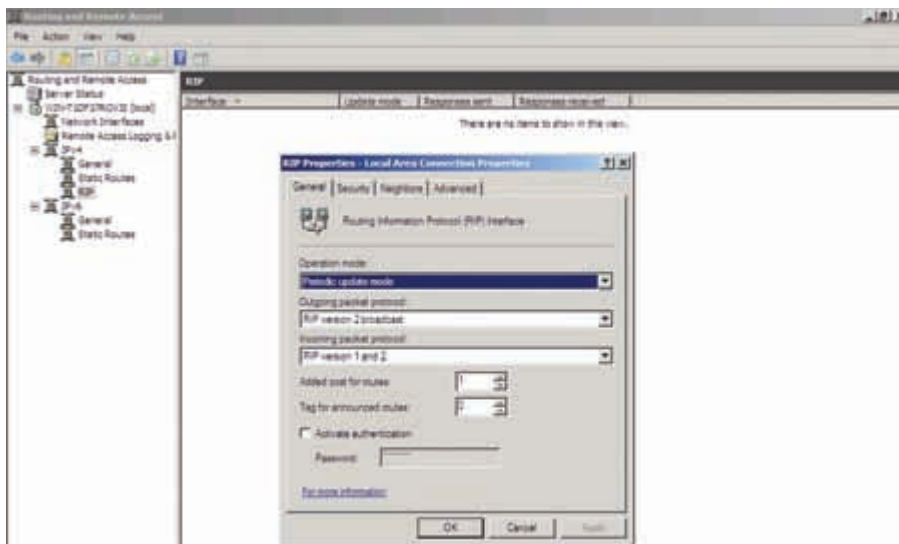 Routing and Remote Access
File Action View Help
Routing and Remote Access
Server Status
(local)
Network Interfaces
Remote Access Logging &
IPv4
General
Static Routes
RIP
IPv6
General
Static Routes
RIP
Interface Update mode Responses sent Responses received
There are no items to show in this view.
RIP Properties - Local Area Connection Properties
General Security Neighbors Advanced
Routing Information Protocol (RIP) Interface
Operation mode:
Periodic update mode
Outgoing packet protocol:
RIP version 2 broadcast
Incoming packet protocol:
RIP version 1 and 2
Added cost for routes:
1
Tag for announced routes:
Activate authentication
Password:
For more information
OK Cancel Apply